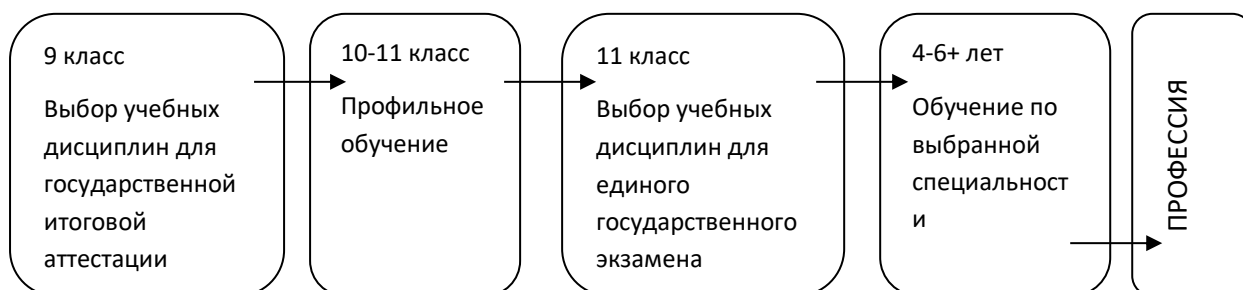 9 класс
Выбор учебных
дисциплин для
государственной
итоговой
аттестации
10-11 класс
Профильное
обучение
11 класс
Выбор учебных
дисциплин для
единого
государственного
экзамена
4-6+ лет
Обучение по
выбранной
специальност
и
ПРОФЕССИЯ